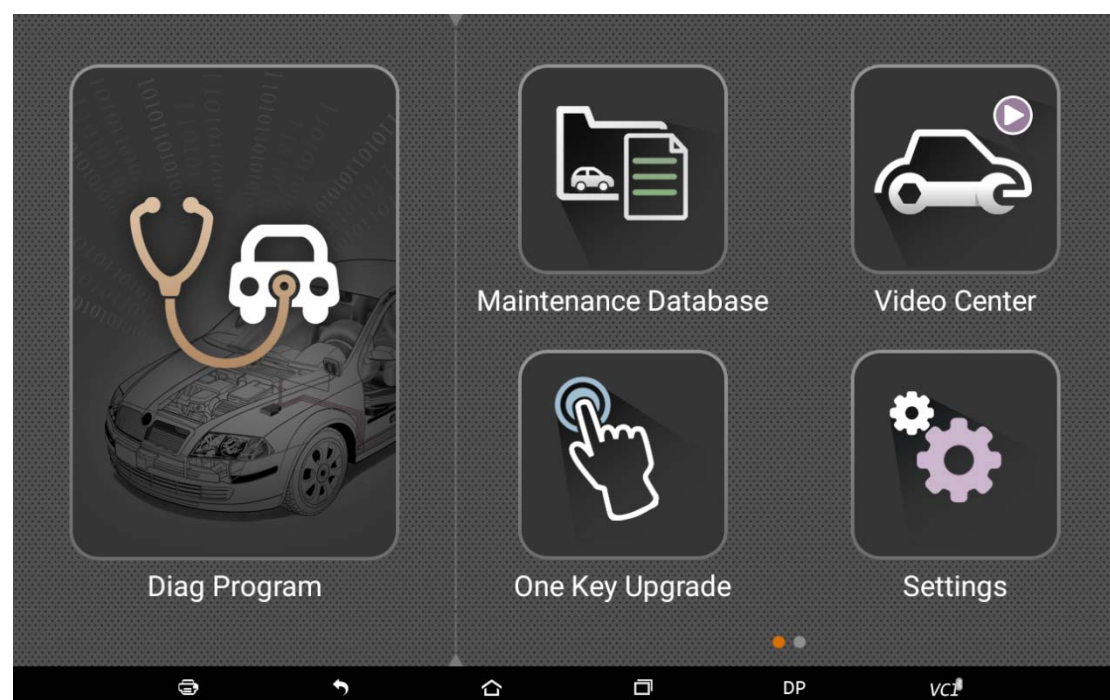 Diag Program
Maintenance Database
Video Center
One Key Upgrade
Settings
DP
VCI